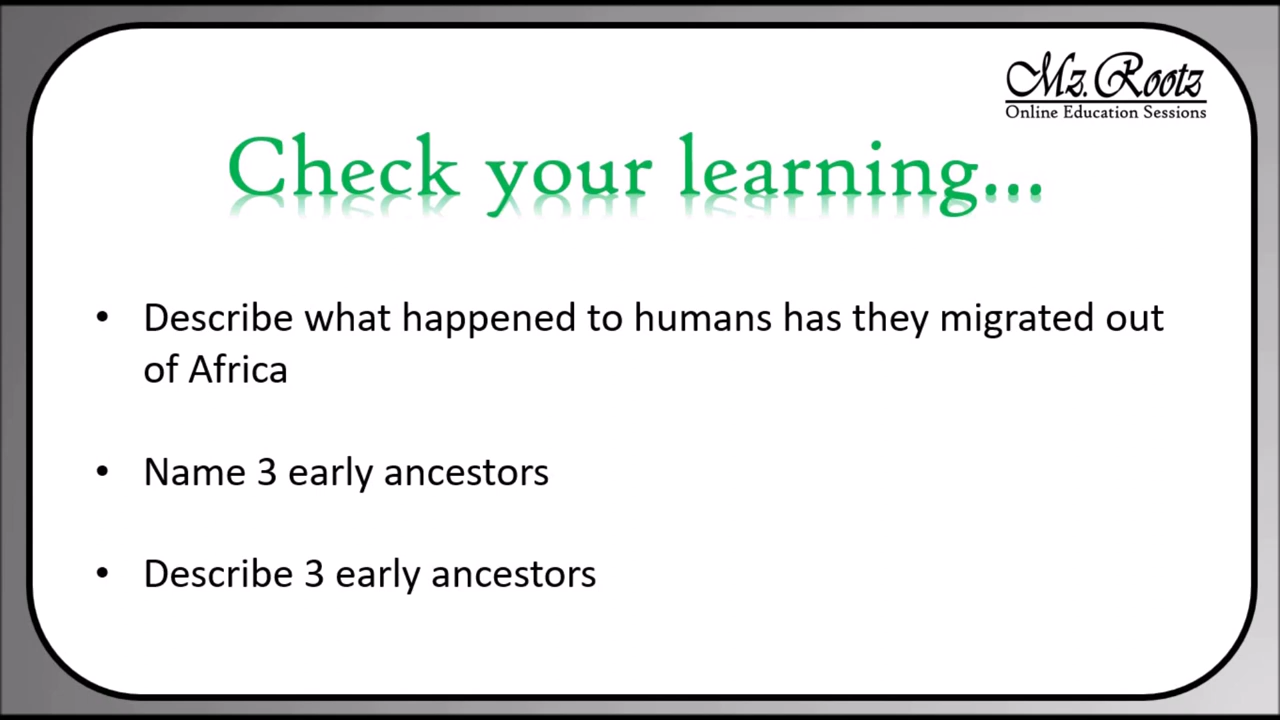 Mz. Rootz
Online Education Sessions
Check your learning...
• Describe what happened to humans has they migrated out
of Africa
• Name 3 early ancestors
• Describe 3 early ancestors